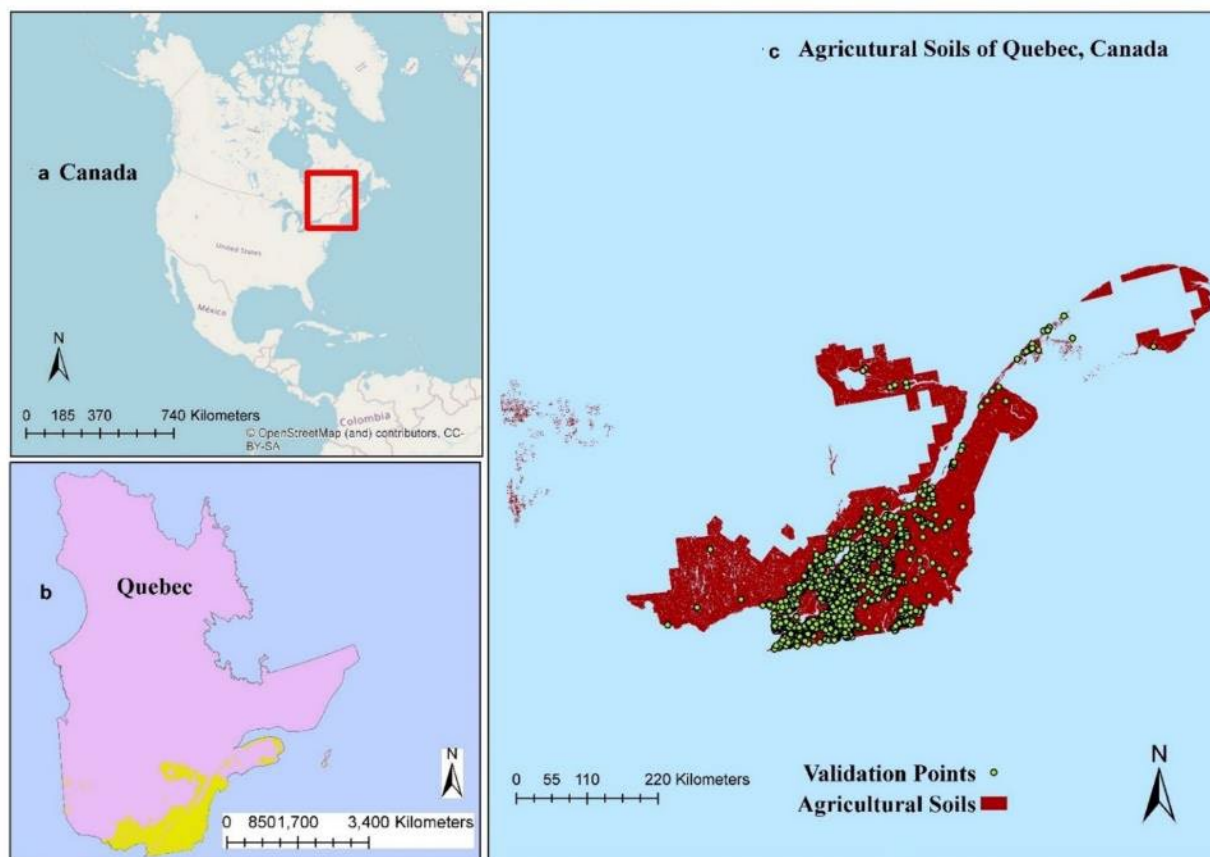 a Canada
United States
México
Colombia
N
0 185 370 740 Kilometers
© OpenStreetMap (and) contributors, CC-
BY-SA
b
Quebec
N
0 8501,700 3,400 Kilometers
c Agricutural Soils of Quebec, Canada
0 55 110 220 Kilometers
Validation Points
Agricultural Soils
N